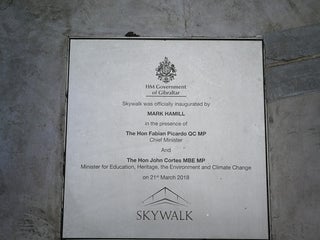 HM Government
of Gibraltar
Skywalk was officially inaugurated by
MARK HAMILL
in the presence of
The Hon Fabian Picardo QC MP
Chief Minister
And
The Hon John Cortes MBE MP
Minister for Education, Heritage, the Environment and Climate Change
on 21st March 2018
SKYWALK